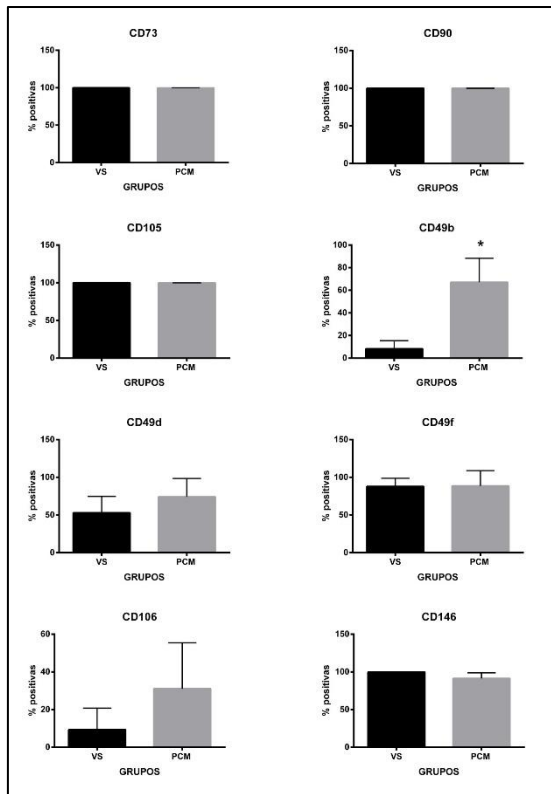 CD73
150
100
50
0
% positivas
VS PCM
GRUPOS
CD90
150
100
50
0
% positivas
VS PCM
GRUPOS
CD105
150
100
50
0
% positivas
VS PCM
GRUPOS
CD49b
*
100
80
60
40
20
0
% positivas
VS PCM
GRUPOS
CD49d
150
100
50
0
% positivas
VS PCM
GRUPOS
CD49f
150
100
50
0
% positivas
VS PCM
GRUPOS
CD106
60
40
20
0
% positivas
VS PCM
GRUPOS
CD146
150
100
50
0
% positivas
VS PCM
GRUPOS